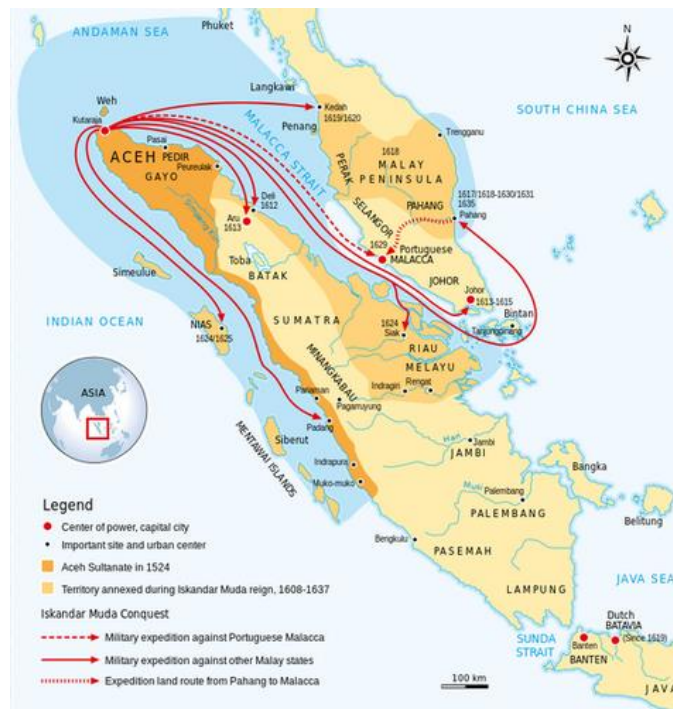 ANDAMAN SEA
Phuket
N
Langkawi
Weh
Kutaraja
Kedah
1619/1620
SOUTH CHINA SEA
Penang
MALACCA STRAIT
Trengganu
Pasai
ACEH
PEDIR
GAYO
Peureulak
PERAK
1618
MALAY
PENINSULA
Deli
1612
Aru
1613
SELANGOR
PAHANG
1617/1618-1630/1631
1635
Pahang
1629
Portuguese
MALACCA
Simeulue
Toba
BATAK
JOHOR
Johor
1613-1615
Bintan
Tanjungpinang
INDIAN OCEAN
NIAS
1624/1625
SUMATRA
1624
Siak
RIAU
MELAYU
ASIA
MINANGKABAU
Indragiri
Rengat
Pariaman
Pagarruyung
Padang
Siberut
MENTAWAI ISLANDS
Hari
Jambi
JAMBI
Indrapura
Muko-muko
Bangka
Musi
Palembang
PALEMBANG
Belitung
Bengkulu
PASEMAH
LAMPUNG
JAVA SEA
SUNDA
STRAIT
Dutch
BATAVIA
(Since 1619)
Banten
BANTEN
JAVA
Legend
Center of power, capital city
Important site and urban center
Aceh Sultanate in 1524
Territory annexed during Iskandar Muda reign, 1608-1637
Iskandar Muda Conquest
Military expedition against Portuguese Malacca
Military expedition against other Malay states
Expedition land route from Pahang to Malacca
100 km